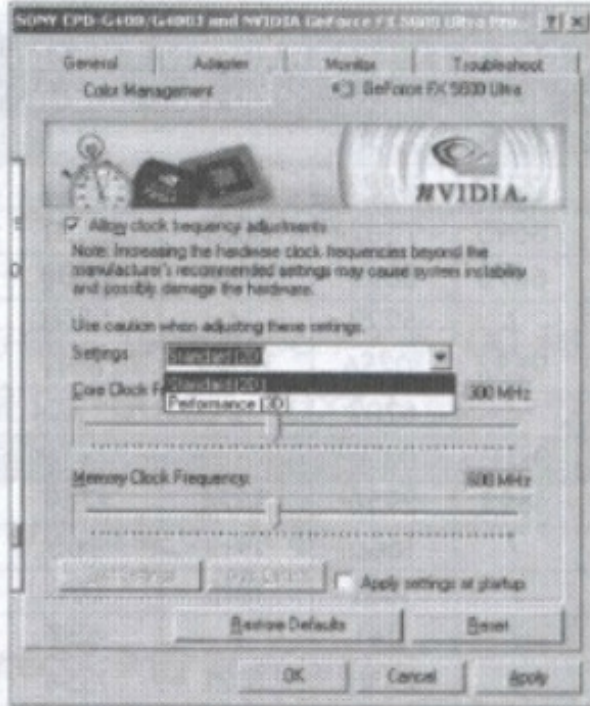 SONY CPD-G400/G400J and NVIDIA GeForce FX 5800 Ultra Pro...
General Adapter Monitor Troubleshoot
Color Management GeForce FX 5800 Ultra
NVIDIA.
Allow clock frequency adjustments
Note: Increasing the hardware clock frequencies beyond the
manufacturer's recommended settings may cause system instability
and possibly damage the hardware.
Use caution when adjusting these settings.
Settings Standard (2D)
Standard (2D)
Core Clock F 300 MHz
Performance (3D)
Memory Clock Frequency: 600 MHz
Apply settings at startup
Restore Defaults Reset
OK Cancel Apply